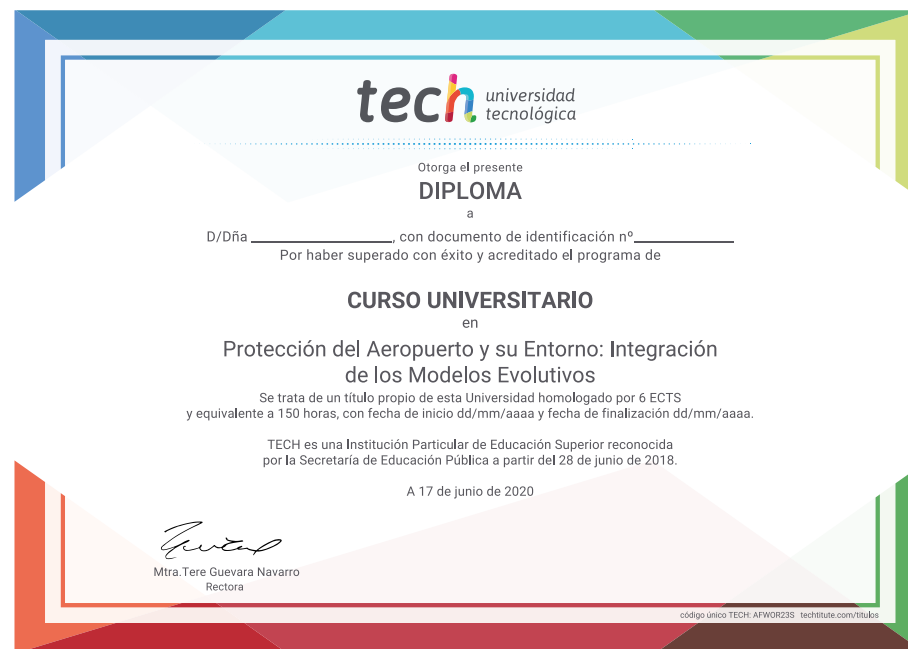 tech universidad
tecnológica
Otorga el presente
DIPLOMA
a
D/Dña ____________________, con documento de identificación nº______________
Por haber superado con éxito y acreditado el programa de
CURSO UNIVERSITARIO
en
Protección del Aeropuerto y su Entorno: Integración
de los Modelos Evolutivos
Se trata de un título propio de esta Universidad homologado por 6 ECTS
y equivalente a 150 horas, con fecha de inicio dd/mm/aaaa y fecha de finalización dd/mm/aaaa.
TECH es una Institución Particular de Educación Superior reconocida
por la Secretaría de Educación Pública a partir del 28 de junio de 2018.
A 17 de junio de 2020
Mtra.Tere Guevara Navarro
Rectora
código único TECH: AFWOR23S techtitute.com/titulos